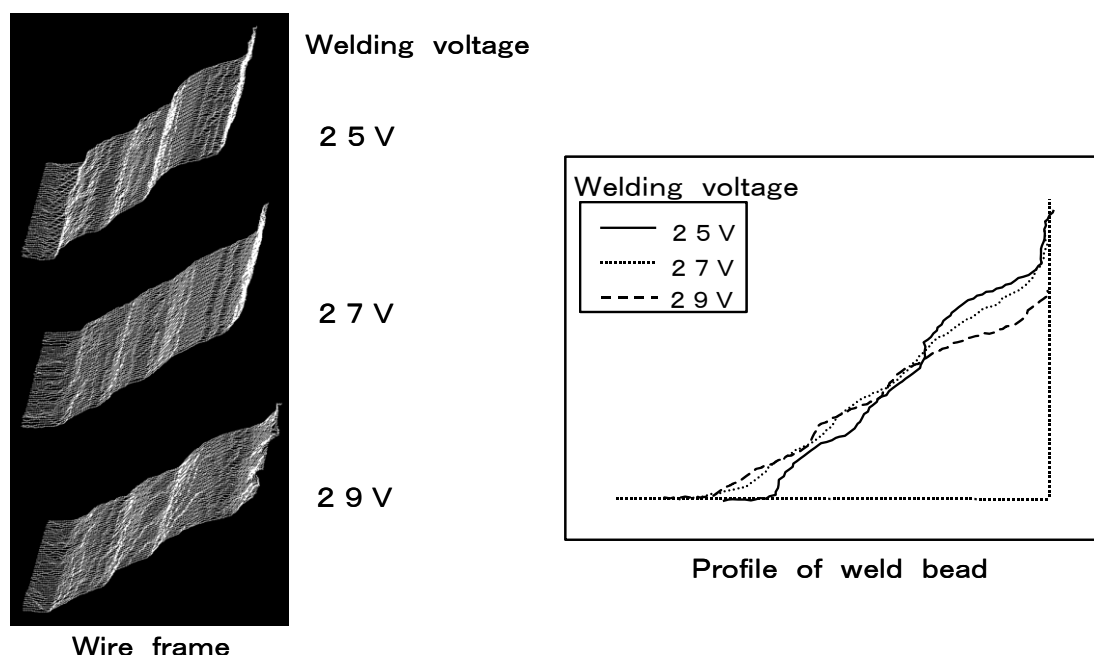 Welding voltage
２５Ｖ
２７Ｖ
２９Ｖ
Wire frame
Welding voltage
２５Ｖ
２７Ｖ
２９Ｖ
Profile of weld bead